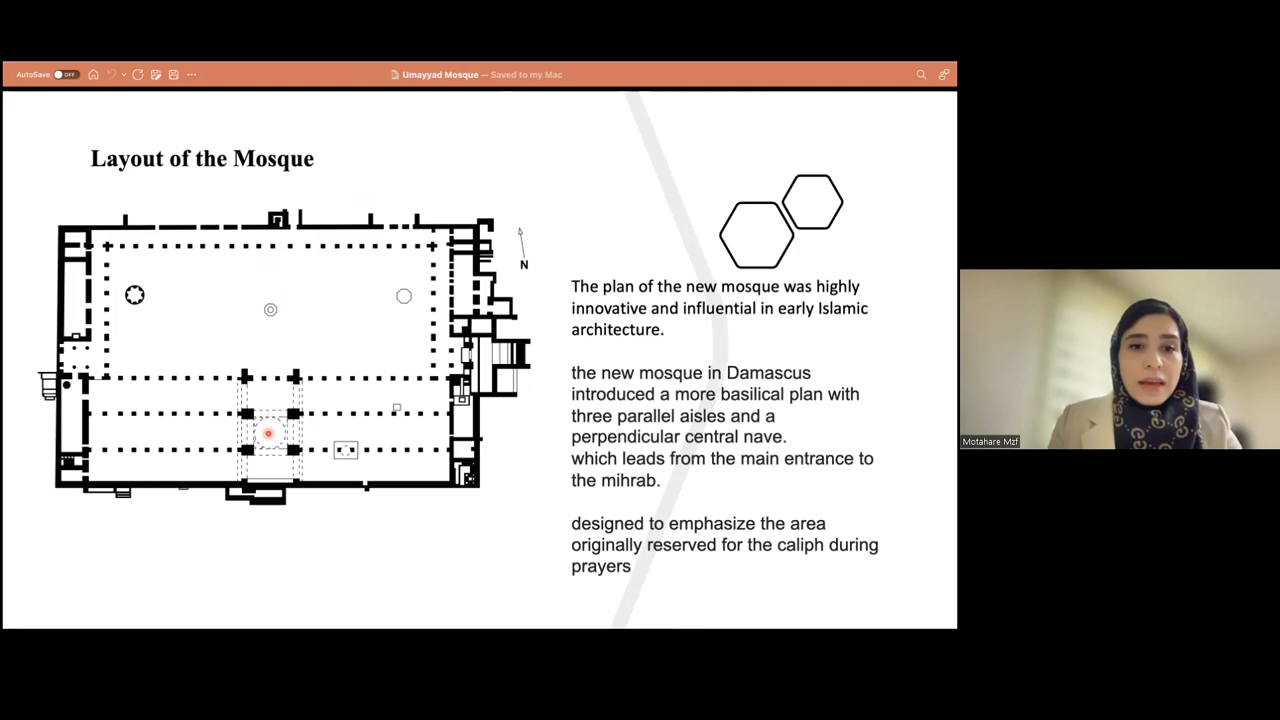 AutoSave OFF
Umayyad Mosque — Saved to my Mac
Layout of the Mosque
N
The plan of the new mosque was highly
innovative and influential in early Islamic
architecture.
the new mosque in Damascus
introduced a more basilical plan with
three parallel aisles and a
perpendicular central nave.
which leads from the main entrance to
the mihrab.
designed to emphasize the area
originally reserved for the caliph during
prayers
Motahare Mzf